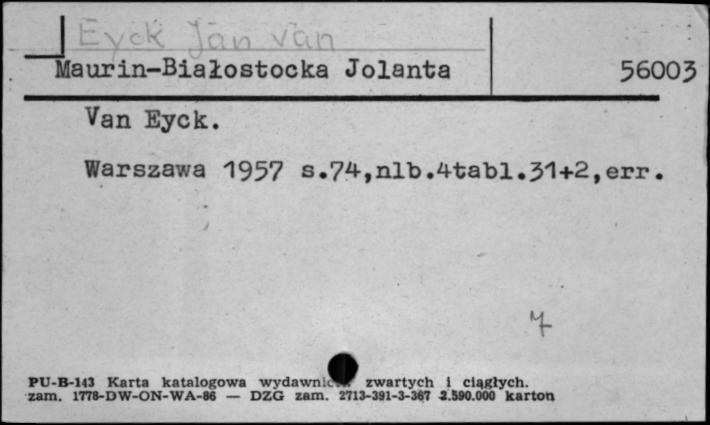 Eyck Jan van
Maurin-Białostocka Jolanta 56003
Van Eyck.
Warszawa 1957 s.74,nlb.4tabl.31+2,err.
7
PU-B-143 Karta katalogowa zwartych i ciągłych.
zam. 1778-DW-ON-WA-86 — DZG zam. 2713-391-3-367 2.590.000 karton